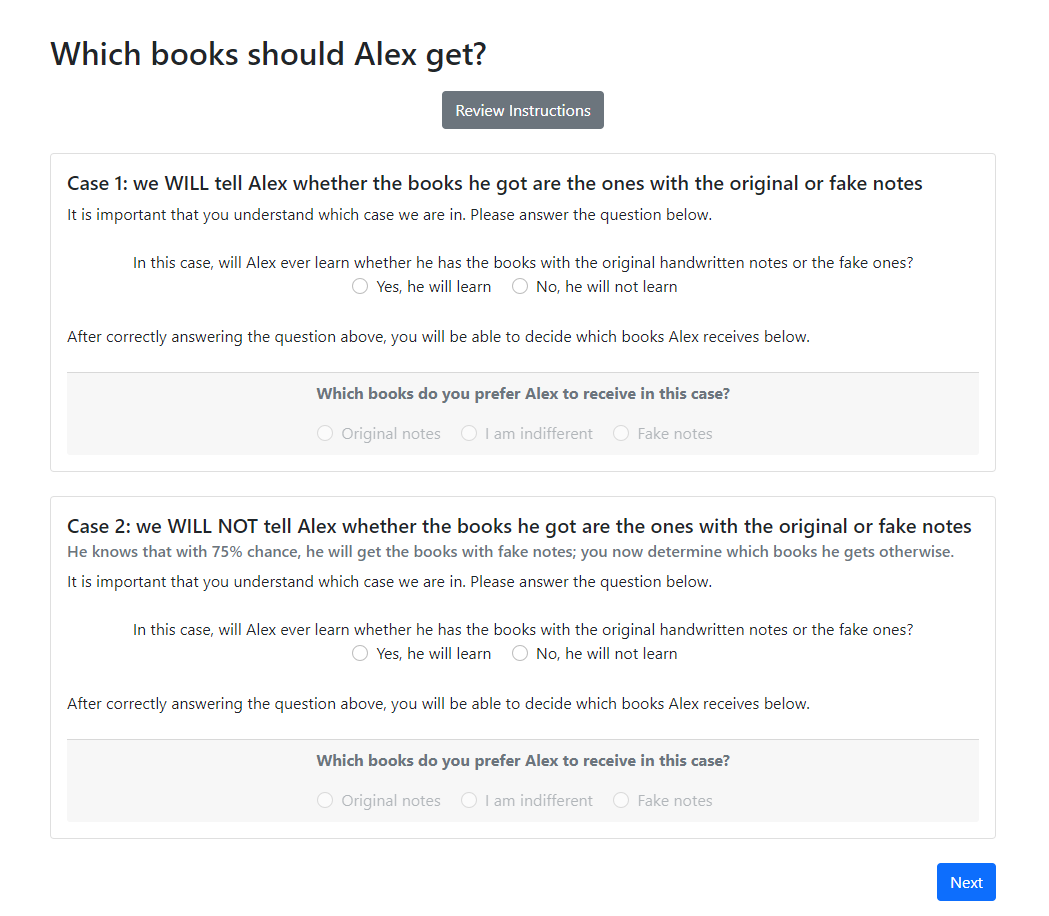 Which books should Alex get?
Review Instructions
Case 1: we WILL tell Alex whether the books he got are the ones with the original or fake notes
It is important that you understand which case we are in. Please answer the question below.
In this case, will Alex ever learn whether he has the books with the original handwritten notes or the fake ones?
Yes, he will learn No, he will not learn
After correctly answering the question above, you will be able to decide which books Alex receives below.
Which books do you prefer Alex to receive in this case?
Original notes I am indifferent Fake notes
Case 2: we WILL NOT tell Alex whether the books he got are the ones with the original or fake notes
He knows that with 75% chance, he will get the books with fake notes; you now determine which books he gets otherwise.
It is important that you understand which case we are in. Please answer the question below.
In this case, will Alex ever learn whether he has the books with the original handwritten notes or the fake ones?
Yes, he will learn No, he will not learn
After correctly answering the question above, you will be able to decide which books Alex receives below.
Which books do you prefer Alex to receive in this case?
Original notes I am indifferent Fake notes
Next